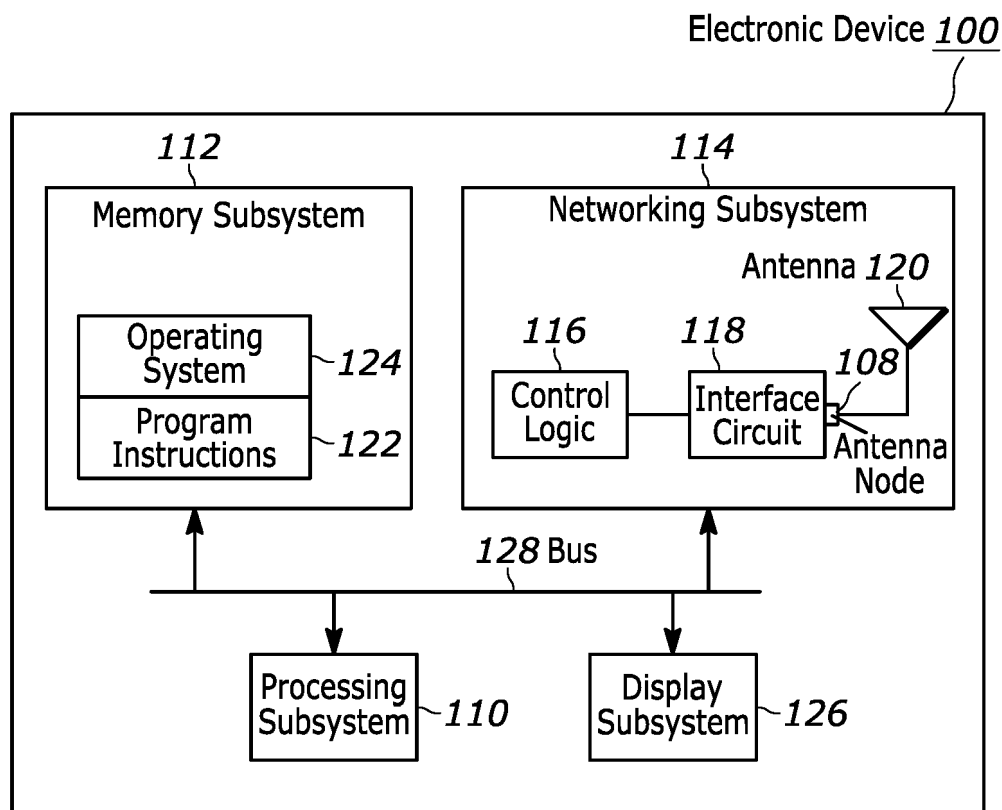 Electronic Device 100
112
Memory Subsystem
Operating
System
124
Program
Instructions
122
114
Networking Subsystem
Antenna 120
116
Control
Logic
118
Interface
Circuit
108
Antenna
Node
128 Bus
Processing
Subsystem
110
Display
Subsystem
126